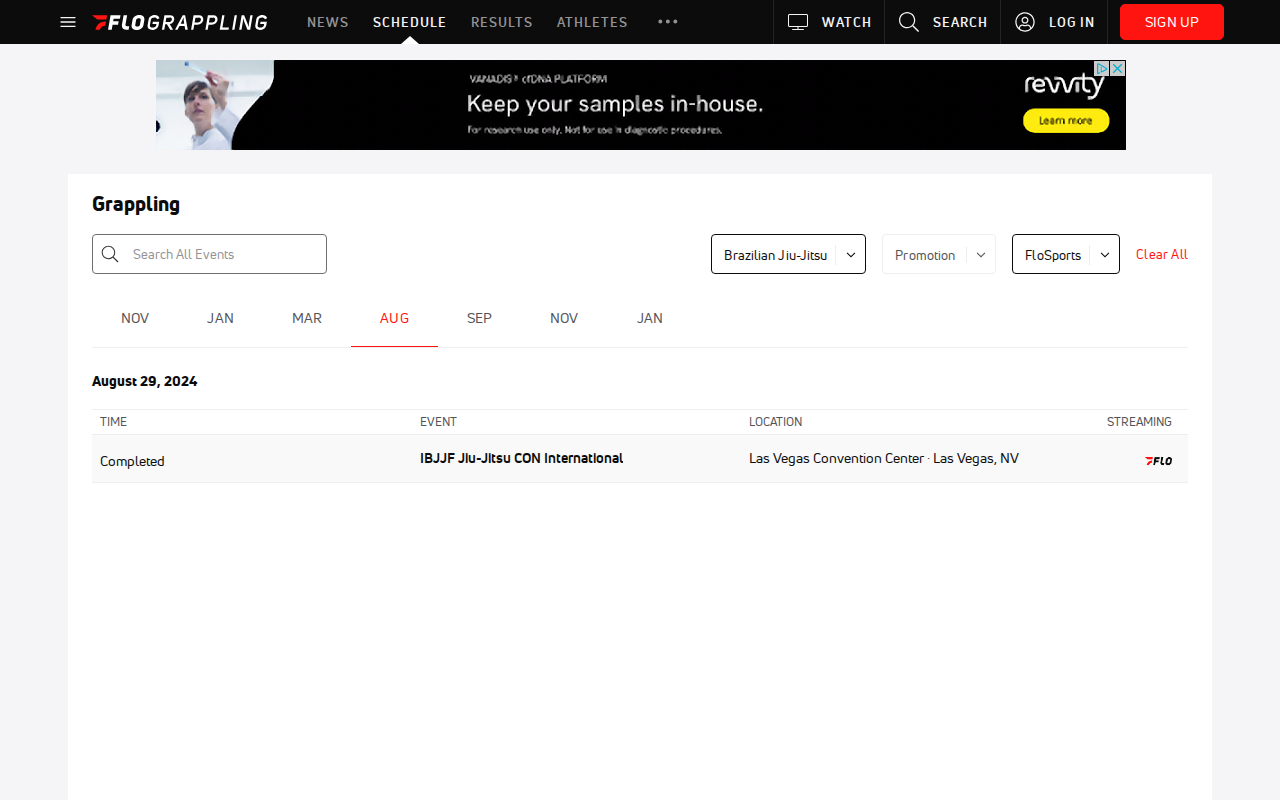 FLOGRAPPLING NEWS SCHEDULE RESULTS ATHLETES WATCH SEARCH LOG IN SIGN UP
VANADIS® cfDNA PLATFORM
Keep your samples in-house.
For research use only. Not for use in diagnostic procedures.
revvity
Learn more
Grappling
Search All Events
Brazilian Jiu-Jitsu Promotion FloSports Clear All
NOV JAN MAR AUG SEP NOV JAN
August 29, 2024
TIME EVENT LOCATION STREAMING
Completed IBJJF Jiu-Jitsu CON International Las Vegas Convention Center · Las Vegas, NV FLO